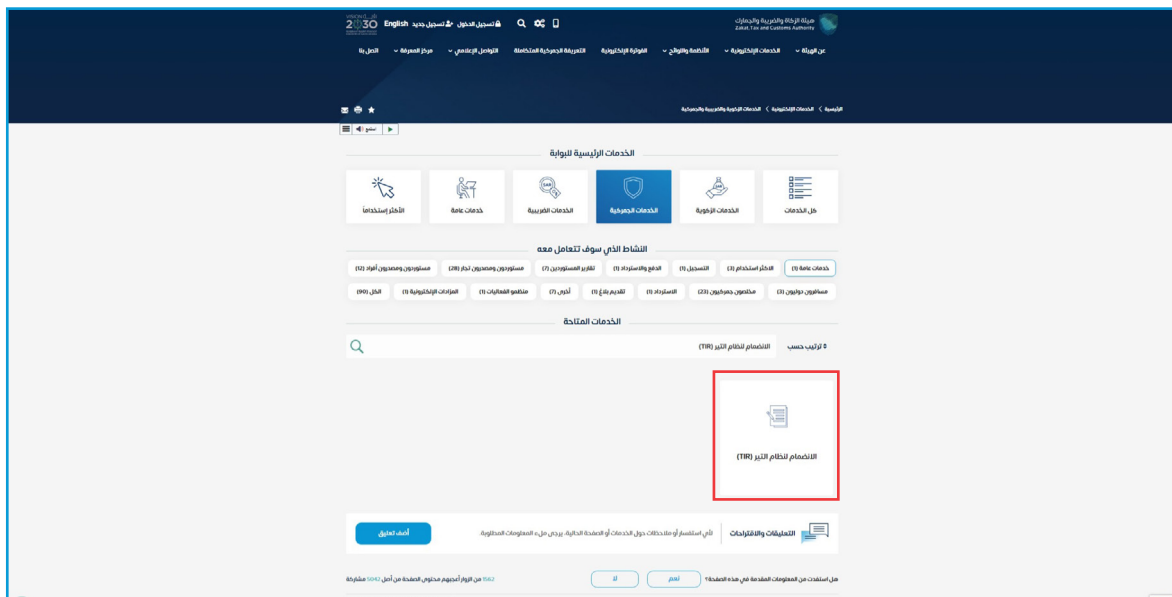 هيئة الزكاة والضريبة والجمارك
Zakat, Tax and Customs Authority
تسجيل الدخول تسجيل جديد English
2030
عن الهيئة الخدمات الإلكترونية الأنظمة واللوائح الفوترة الإلكترونية التعريفة الجمركية المتكاملة التواصل الإعلامي مركز المعرفة اتصل بنا
الرئيسية الخدمات الإلكترونية الخدمات الزكوية والضريبية والجمركية
استمع
الخدمات الرئيسية للبوابة
كل الخدمات الخدمات الزكوية الخدمات الجمركية الخدمات الضريبية خدمات عامة الأكثر إستخداماً
النشاط الذي سوف تتعامل معه
خدمات عامة (1) الاكثر استخدام (3) التسجيل (1) الدفع والاسترداد (1) تقارير المستوردين (7) مستوردون ومصدرون تجار (28) مستوردون ومصدرون أفراد (12)
مسافرون دوليون (3) مخلصون جمركيون (23) الاسترداد (1) تقديم بلاغ (1) أخرى (7) منظمو الفعاليات (1) المزادات الإلكترونية (1) الكل (90)
الخدمات المتاحة
ترتيب حسب الانضمام لنظام التير (TIR)
الانضمام لنظام التير (TIR)
التعليقات والاقتراحات لأي استفسار أو ملاحظات حول الخدمات أو الصفحة الحالية، يرجى ملء المعلومات المطلوبة. أضف تعليق
هل استفدت من المعلومات المقدمة في هذه الصفحة؟ نعم لا 1562 من الزوار أعجبهم محتوى الصفحة من أصل 5042 مشاركة